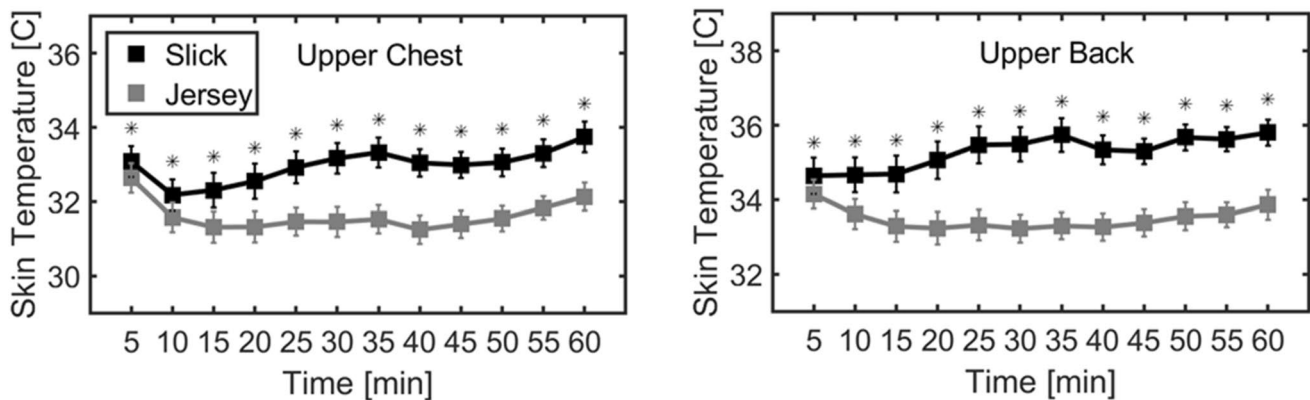 Skin Temperature [C]
36
34
32
30
Slick
Jersey
Upper Chest
* * * * * * * * * * * *
5 10 15 20 25 30 35 40 45 50 55 60
Time [min]
Skin Temperature [C]
38
36
34
32
Upper Back
* * * * * * * * * * * *
5 10 15 20 25 30 35 40 45 50 55 60
Time [min]